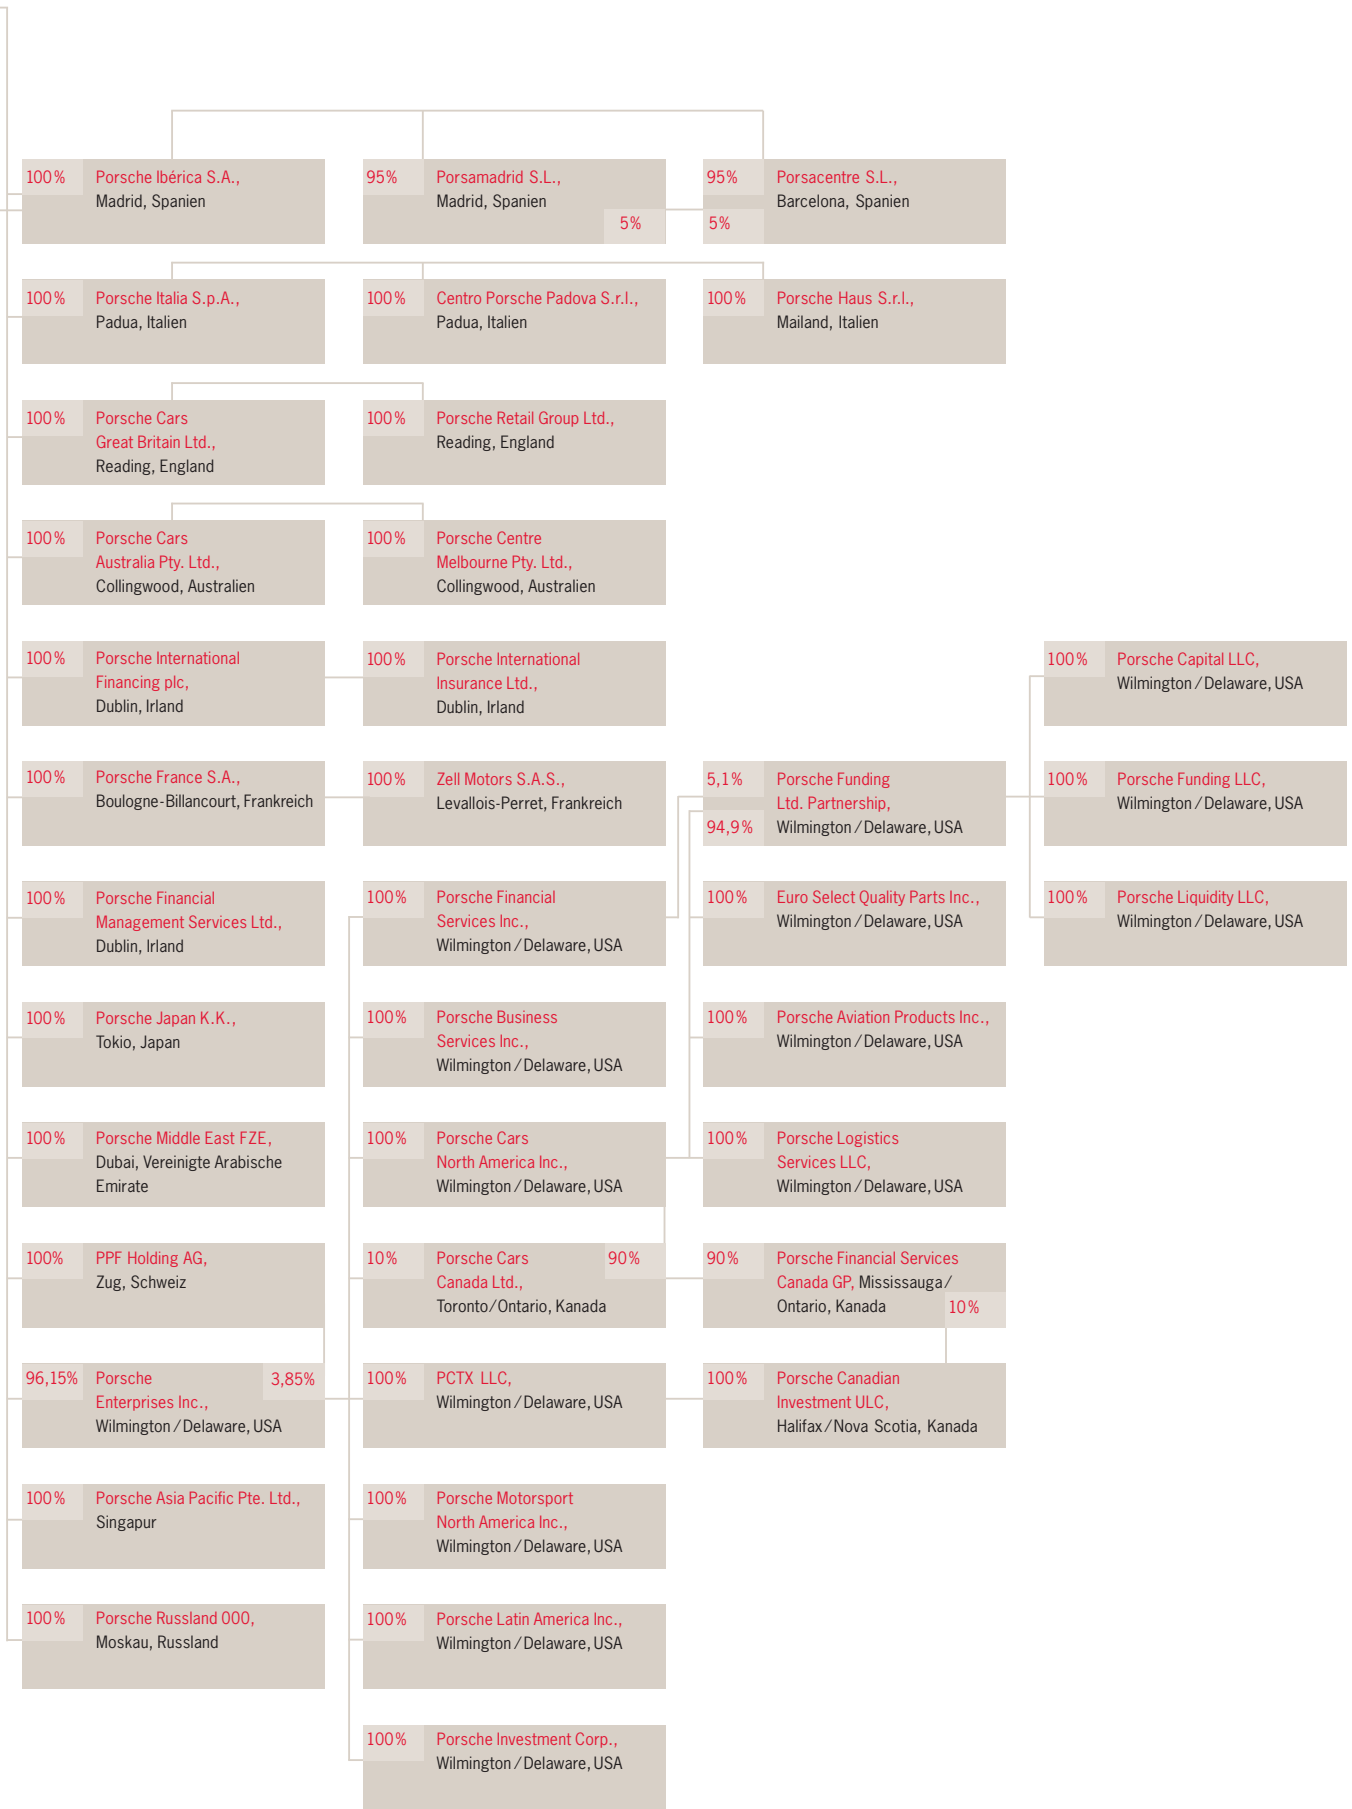 100%
Porsche Ibérica S.A.,
Madrid, Spanien
95%
Porsamadrid S.L.,
Madrid, Spanien
5%
95%
Porsacentre S.L.,
Barcelona, Spanien
5%
100%
Porsche Italia S.p.A.,
Padua, Italien
100%
Centro Porsche Padova S.r.l.,
Padua, Italien
100%
Porsche Haus S.r.l.,
Mailand, Italien
100%
Porsche Cars
Great Britain Ltd.,
Reading, England
100%
Porsche Retail Group Ltd.,
Reading, England
100%
Porsche Cars
Australia Pty. Ltd.,
Collingwood, Australien
100%
Porsche Centre
Melbourne Pty. Ltd.,
Collingwood, Australien
100%
Porsche International
Financing plc,
Dublin, Irland
100%
Porsche International
Insurance Ltd.,
Dublin, Irland
100%
Porsche Capital LLC,
Wilmington/Delaware, USA
100%
Porsche France S.A.,
Boulogne-Billancourt, Frankreich
100%
Zell Motors S.A.S.,
Levallois-Perret, Frankreich
5,1%
Porsche Funding
Ltd. Partnership,
94,9%
Wilmington/Delaware, USA
100%
Porsche Funding LLC,
Wilmington/Delaware, USA
100%
Porsche Financial
Management Services Ltd.,
Dublin, Irland
100%
Porsche Financial
Services Inc.,
Wilmington/Delaware, USA
100%
Euro Select Quality Parts Inc.,
Wilmington/Delaware, USA
100%
Porsche Liquidity LLC,
Wilmington/Delaware, USA
100%
Porsche Japan K.K.,
Tokio, Japan
100%
Porsche Business
Services Inc.,
Wilmington/Delaware, USA
100%
Porsche Aviation Products Inc.,
Wilmington/Delaware, USA
100%
Porsche Middle East FZE,
Dubai, Vereinigte Arabische
Emirate
100%
Porsche Cars
North America Inc.,
Wilmington/Delaware, USA
100%
Porsche Logistics
Services LLC,
Wilmington/Delaware, USA
100%
PPF Holding AG,
Zug, Schweiz
10%
Porsche Cars
Canada Ltd.,
Toronto/Ontario, Kanada
90%
90%
Porsche Financial Services
Canada GP, Mississauga/
Ontario, Kanada
10%
96,15%
Porsche
Enterprises Inc.,
Wilmington/Delaware, USA
3,85%
100%
PCTX LLC,
Wilmington/Delaware, USA
100%
Porsche Canadian
Investment ULC,
Halifax/Nova Scotia, Kanada
100%
Porsche Asia Pacific Pte. Ltd.,
Singapur
100%
Porsche Motorsport
North America Inc.,
Wilmington/Delaware, USA
100%
Porsche Russland OOO,
Moskau, Russland
100%
Porsche Latin America Inc.,
Wilmington/Delaware, USA
100%
Porsche Investment Corp.,
Wilmington/Delaware, USA